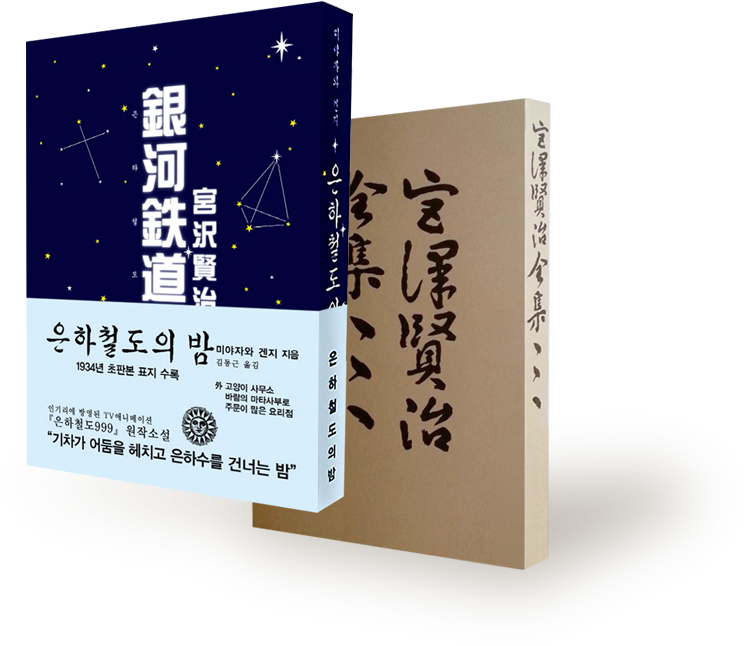 銀河鉄道
은하철도
宮沢賢治
은하철도의 밤
미야자와 겐지 지음
김동근 옮김
1934년 초판본 표지 수록
外 고양이 사무소
바람의 마타사부로
주문이 많은 요리점
인기리에 방영된 TV애니메이션
『은하철도999』 원작소설
“기차가 어둠을 헤치고 은하수를 건너는 밤”
은하철도의
은하철도의 밤
宮澤賢治
全集
宮澤賢治全集